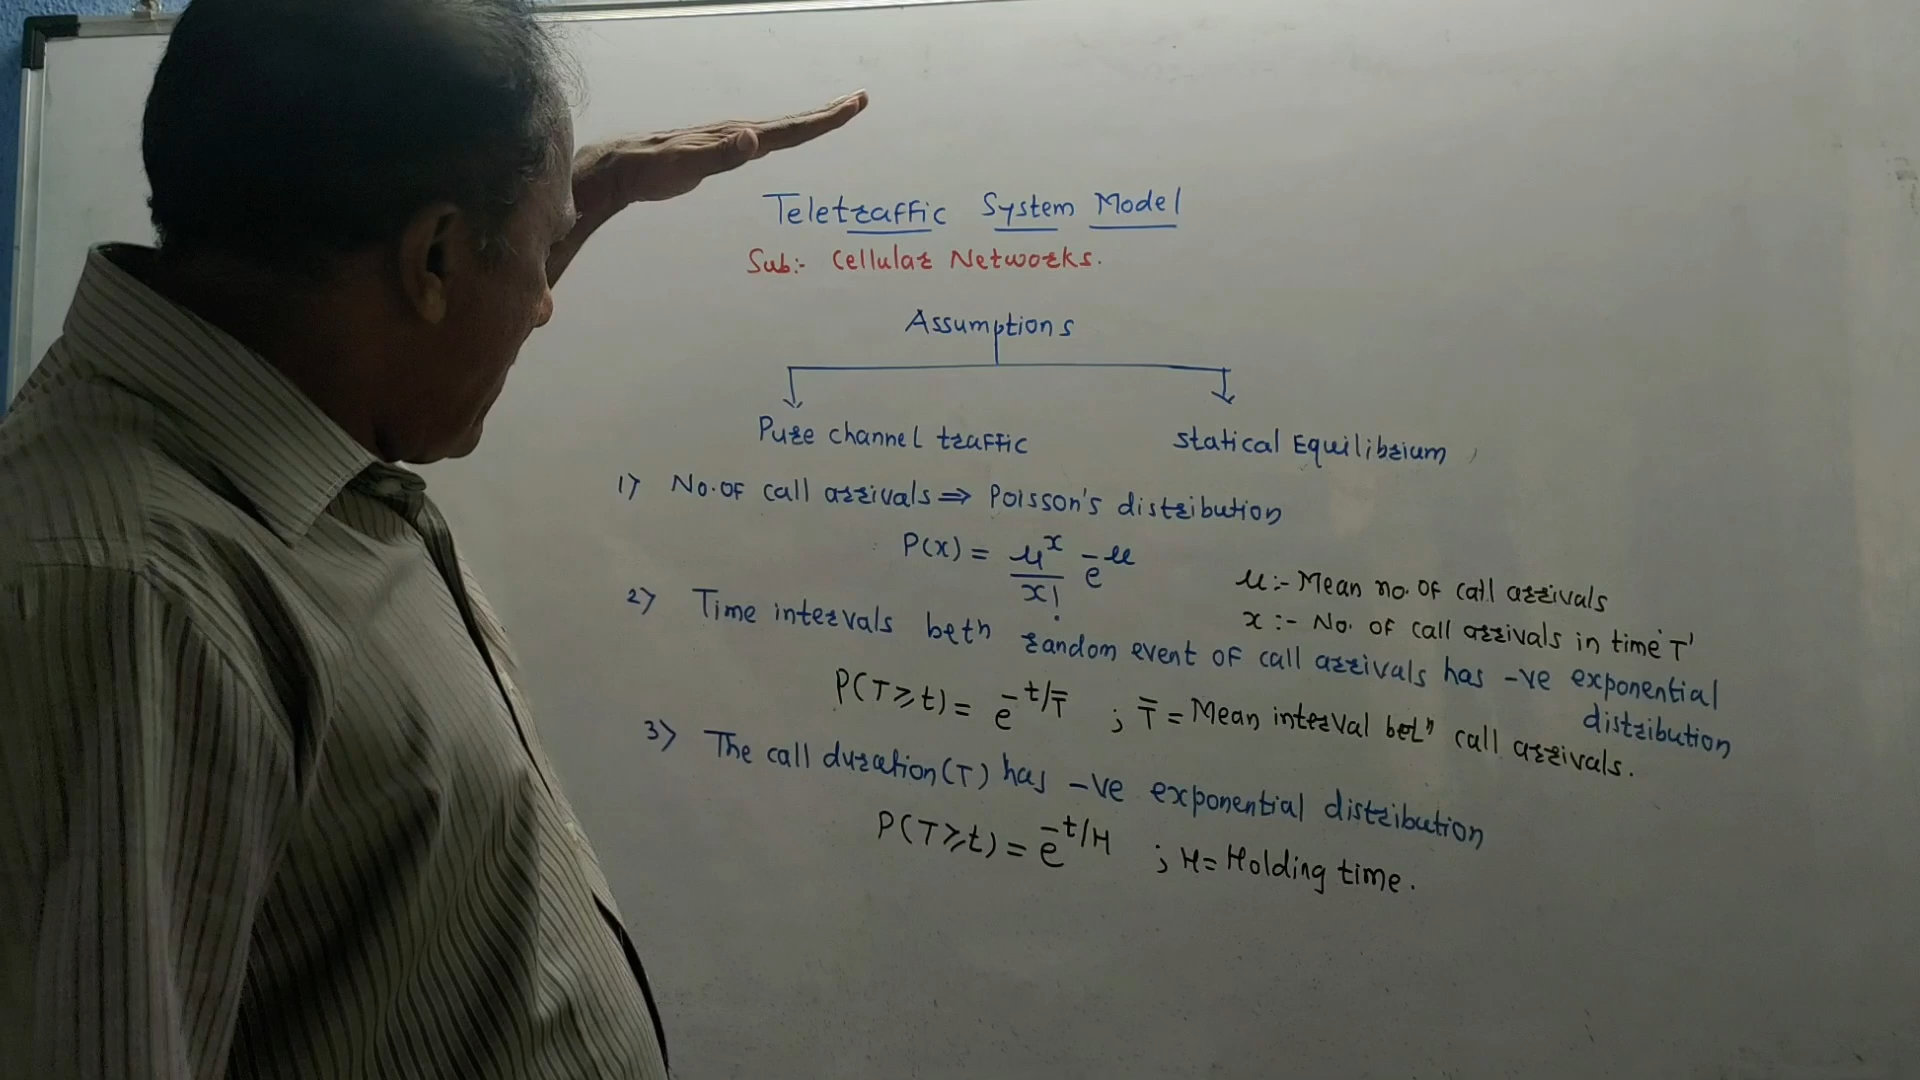 Teletraffic System Model
Sub:- Cellular Networks.
Assumptions
Pure channel traffic
statical Equilibrium
1) No. of call arrivals ⇒ Poisson's distribution
P(x) = μ^x / x! e^-μ
μ :- Mean no. of call arrivals
x :- No. of call arrivals in time 'T'
2) Time intervals betn random event of call arrivals has -ve exponential distribution
P(T≥t) = e^-t/T̄ ; T̄ = Mean interval betn call arrivals.
3) The call duration (T) has -ve exponential distribution
P(T≥t) = e^-t/H ; H = Holding time.